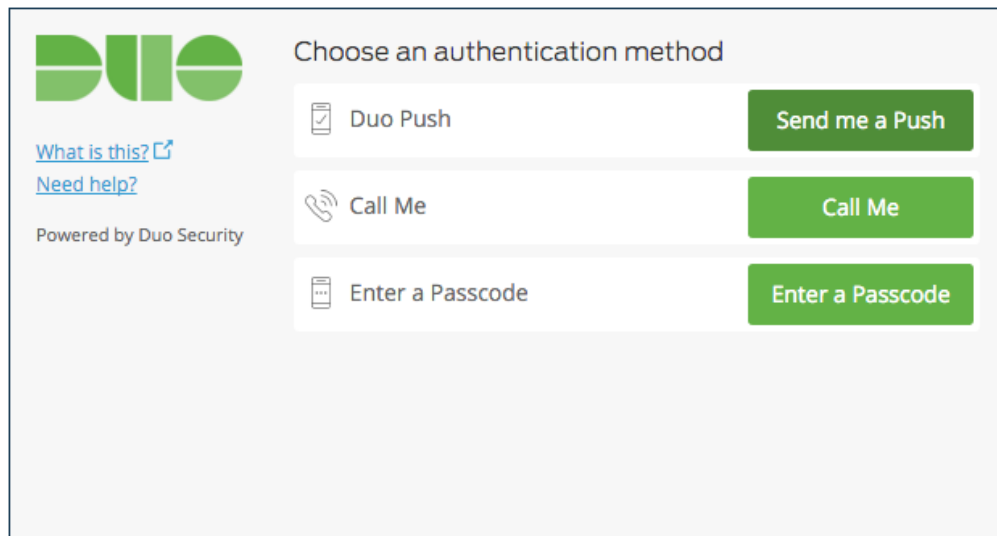 DUO
What is this?
Need help?
Powered by Duo Security
Choose an authentication method
Duo Push
Send me a Push
Call Me
Call Me
Enter a Passcode
Enter a Passcode